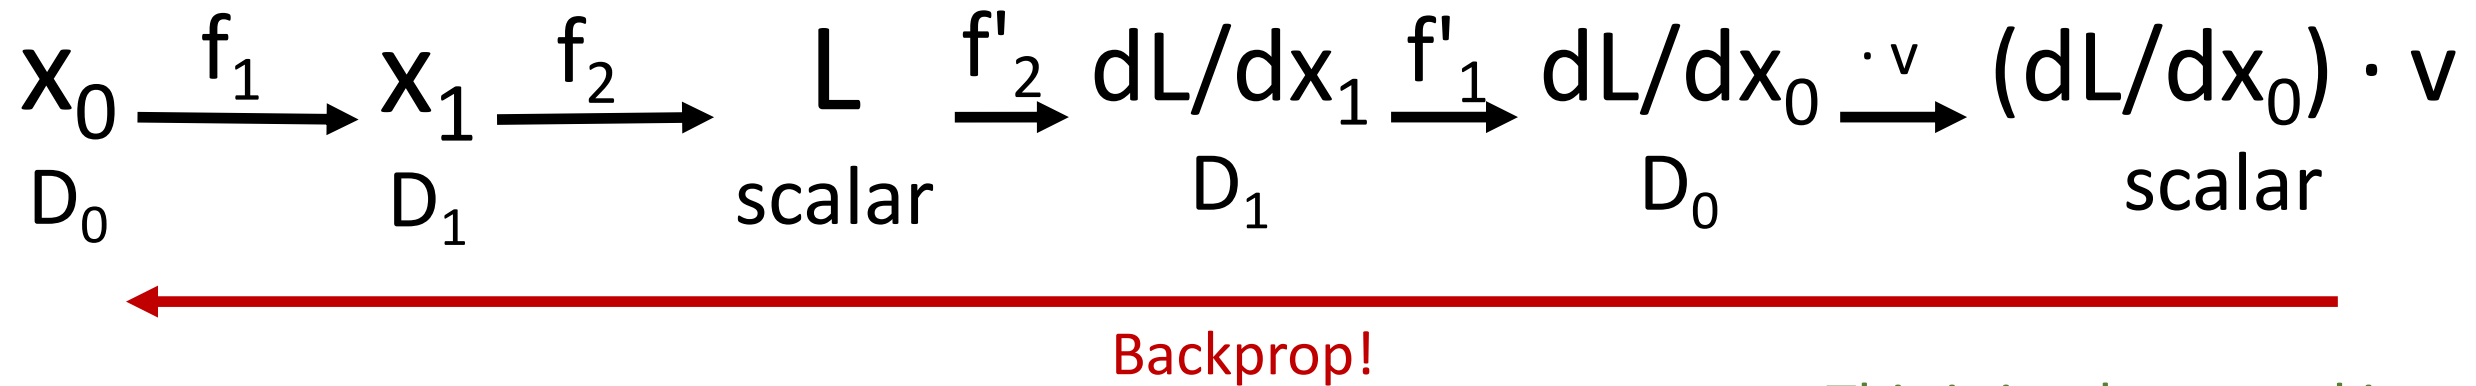 x₀ f₁ x₁ f₂ L f'₂ dL/dx₁ f'₁ dL/dx₀ · v (dL/dx₀) · v
D₀ D₁ scalar D₁ D₀ scalar
Backprop!